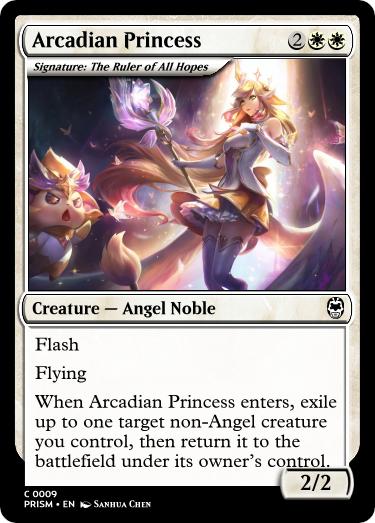 Arcadian Princess 2
Signature: The Ruler of All Hopes
Creature — Angel Noble
Flash
Flying
When Arcadian Princess enters, exile
up to one target non-Angel creature
you control, then return it to the
battlefield under its owner's control.
2/2
C 0009
PRISM • EN Sanhua Chen